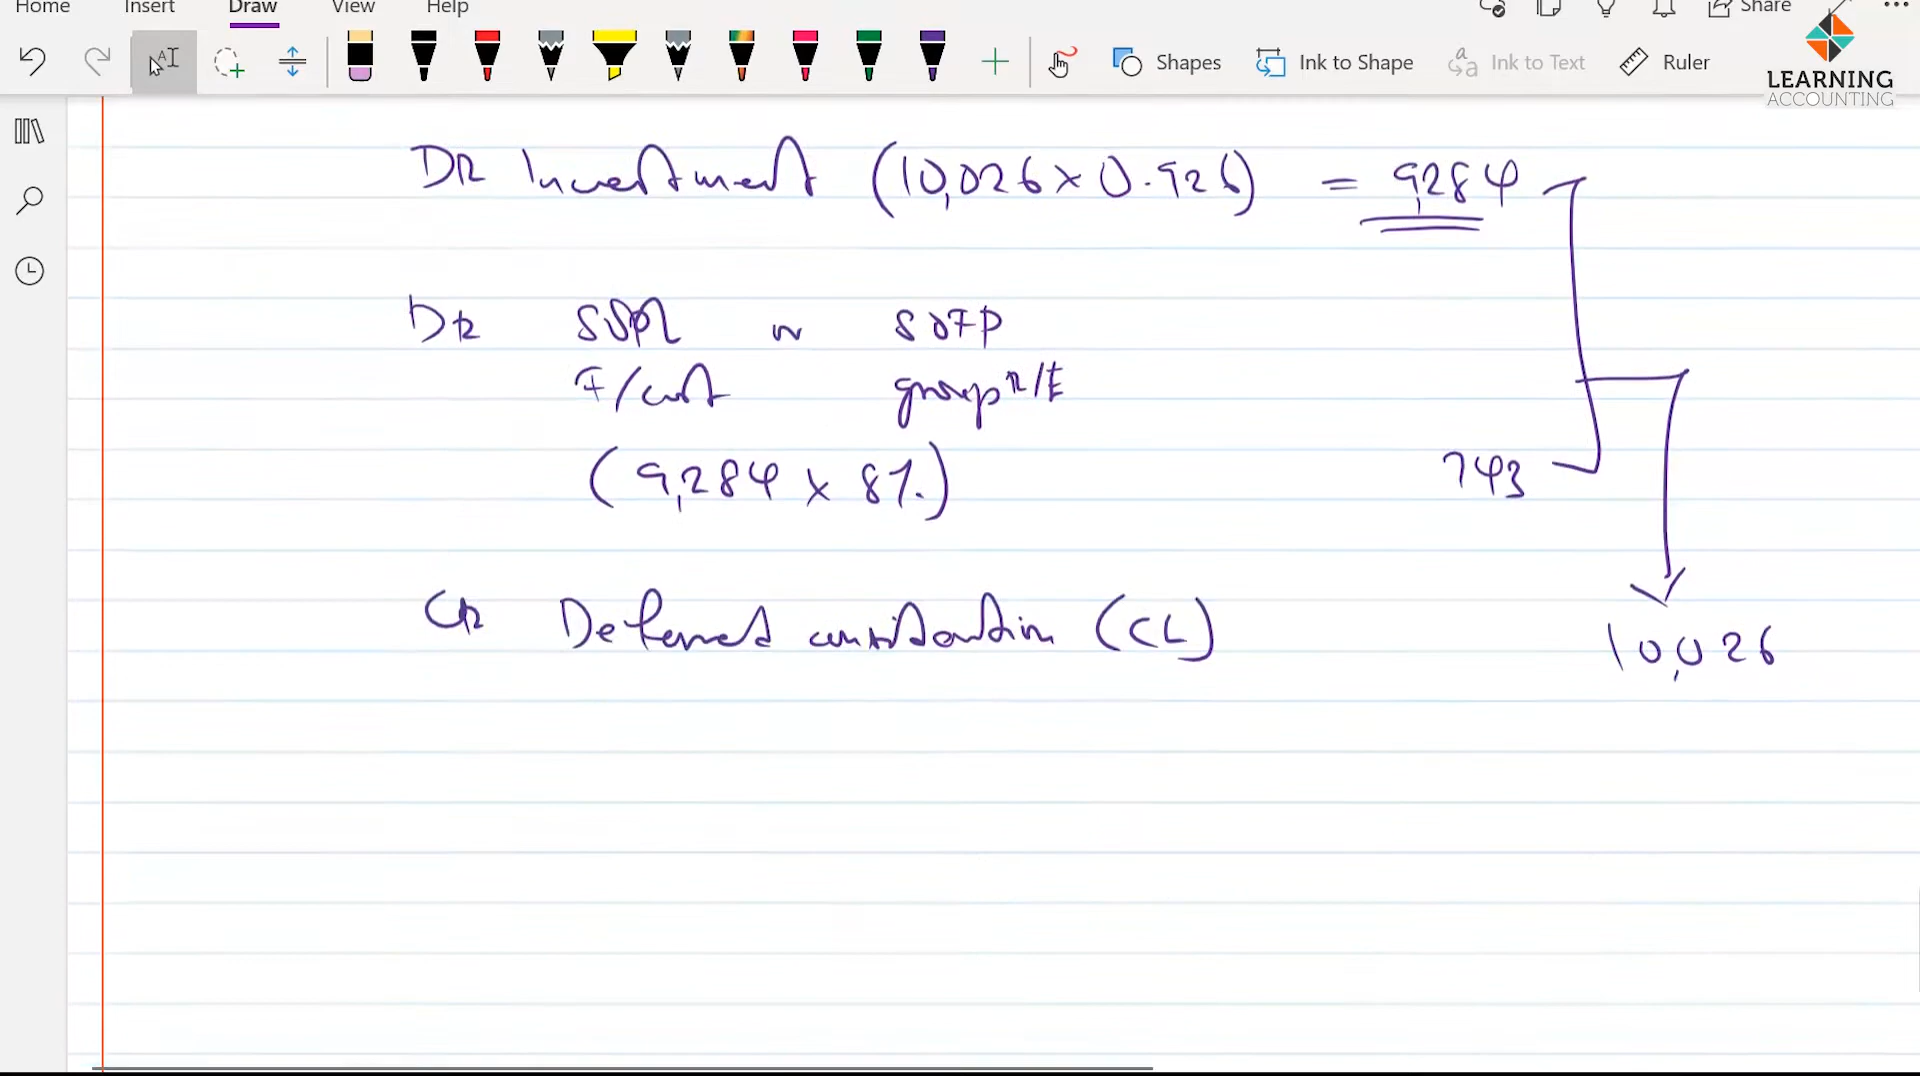 Home Insert Draw View Help Share
Shapes Ink to Shape Ink to Text Ruler
LEARNING
ACCOUNTING
DR Investment (10,026 x 0.926) = 9,284
DR SOPL or SOFP
F/cost group R/E
(9,284 x 8%) 743
CR Deferred consideration (CL) 10,026